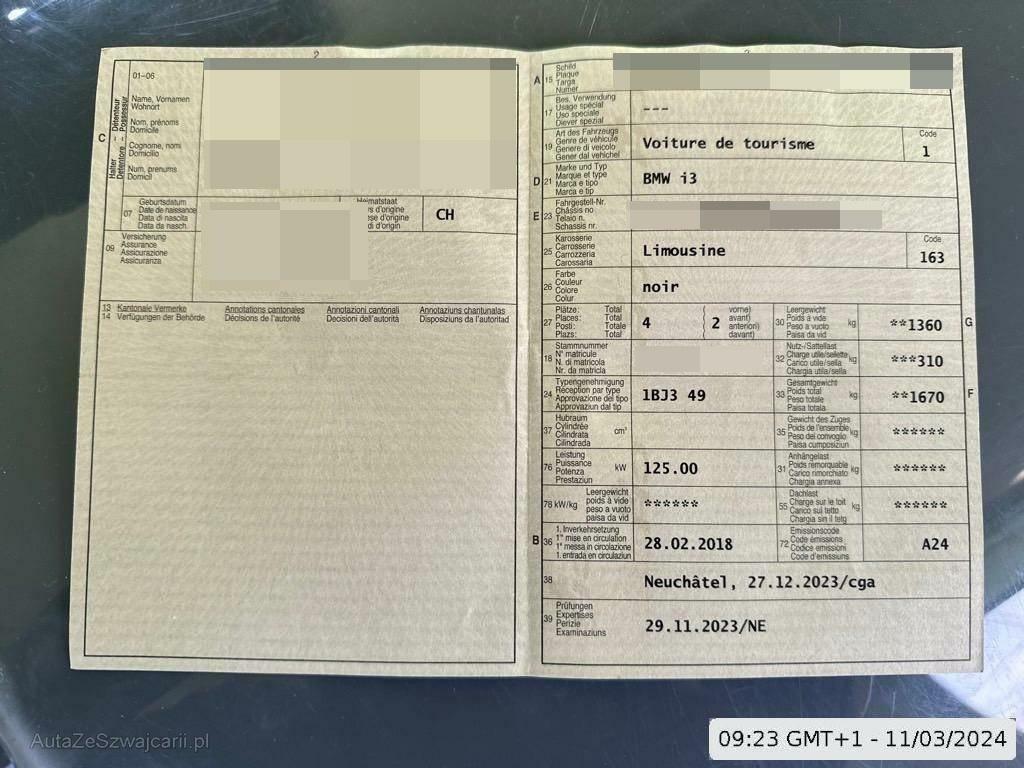 2
01–06
Name, Vornamen
Wohnort
Nom, prénoms
Domicile
Cognome, nomi
Domicilio
Num, prenums
Domicil
Halter – Détenteur
Detentore – Possessur
C
07
Geburtsdatum
Date de naissance
Data di nascita
Data da nasch.
Heimatstaat
d'origine
d'origine
d'origin
CH
09
Versicherung
Assurance
Assicurazione
Assicuranza
13 Kantonale Vermerke Annotations cantonales Annotazioni cantonali Annotaziuns chantunalas
14 Verfügungen der Behörde Décisions de l'autorité Decisioni dell'autorità Disposiziuns da l'autoritad
A 15
Schild
Plaque
Targa
Numer
17
Bes. Verwendung
Usage spécial
Uso speciale
Diever spezial
---
19
Art des Fahrzeugs
Genre de véhicule
Genere di veicolo
Gener dal vehichel
Voiture de tourisme
Code
1
D 21
Marke und Typ
Marque et type
Marca e tipo
Marca e tip
BMW i3
E 23
Fahrgestell-Nr.
Châssis no
Telaio n.
Schassis nr.
25
Karosserie
Carrosserie
Carrozzeria
Carossaria
Limousine
Code
163
26
Farbe
Couleur
Colore
Colur
noir
27
Plätze: Total
Places: Total
Posti: Totale
Plazs: Total
4
2
vorne)
avant)
anteriori)
davant)
30
Leergewicht
Poids à vide
Peso a vuoto
Paisa da vid
kg
**1360
G
18
Stammnummer
N° matricule
N. di matricola
Nr. da matricla
32
Nutz-/Sattellast
Charge utile/sellette
Carico utile/sella
Chargia utila/sella
kg
***310
24
Typengenehmigung
Réception par type
Approvazione del tipo
Approvaziun dal tip
1BJ3 49
33
Gesamtgewicht
Poids total
Peso totale
Paisa totala
kg
**1670
F
37
Hubraum
Cylindrée
Cilindrata
Cilindrada
cm³
35
Gewicht des Zuges
Poids de l'ensemble
Peso del convoglio
Paisa cumposiziun
kg
******
76
Leistung
Puissance
Potenza
Prestaziun
kW
125.00
31
Anhängelast
Poids remorquable
Carico rimorchiato
Chargia annexa
kg
******
78 kW/kg
Leergewicht
poids à vide
peso a vuoto
paisa da vid
******
55
Dachlast
Charge sur le toit
Carico sul tetto
Chargia sin il tetg
kg
******
B 36
1. Inverkehrsetzung
1re mise en circulation
1a messa in circolazione
1. entrada en circulaziun
28.02.2018
72
Emissionscode
Code émissions
Codice emissioni
Code d'emissiuns
A24
38
Neuchâtel, 27.12.2023/cga
39
Prüfungen
Expertises
Perizie
Examinaziuns
29.11.2023/NE
AutaZeSzwajcarii.pl
09:23 GMT+1 - 11/03/2024